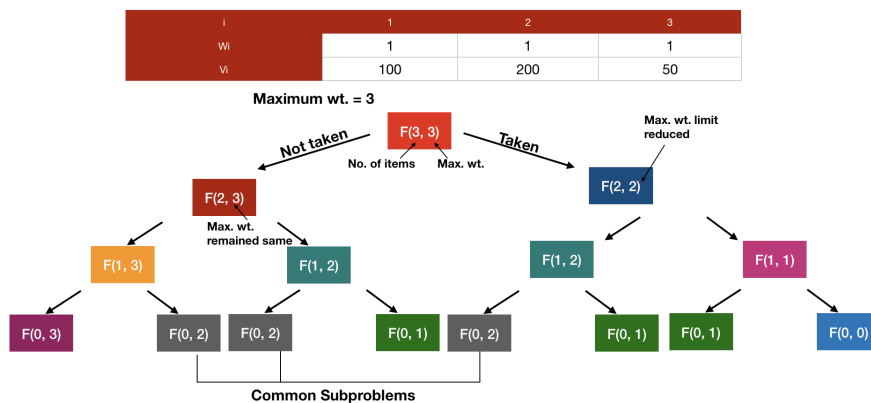 i 1 2 3
Wi 1 1 1
Vi 100 200 50
Maximum wt. = 3
Not taken
F(3, 3)
Taken
Max. wt. limit
reduced
No. of items
Max. wt.
F(2, 3)
F(2, 2)
Max. wt.
remained same
F(1, 3)
F(1, 2)
F(1, 2)
F(1, 1)
F(0, 3)
F(0, 2)
F(0, 2)
F(0, 1)
F(0, 2)
F(0, 1)
F(0, 1)
F(0, 0)
Common Subproblems